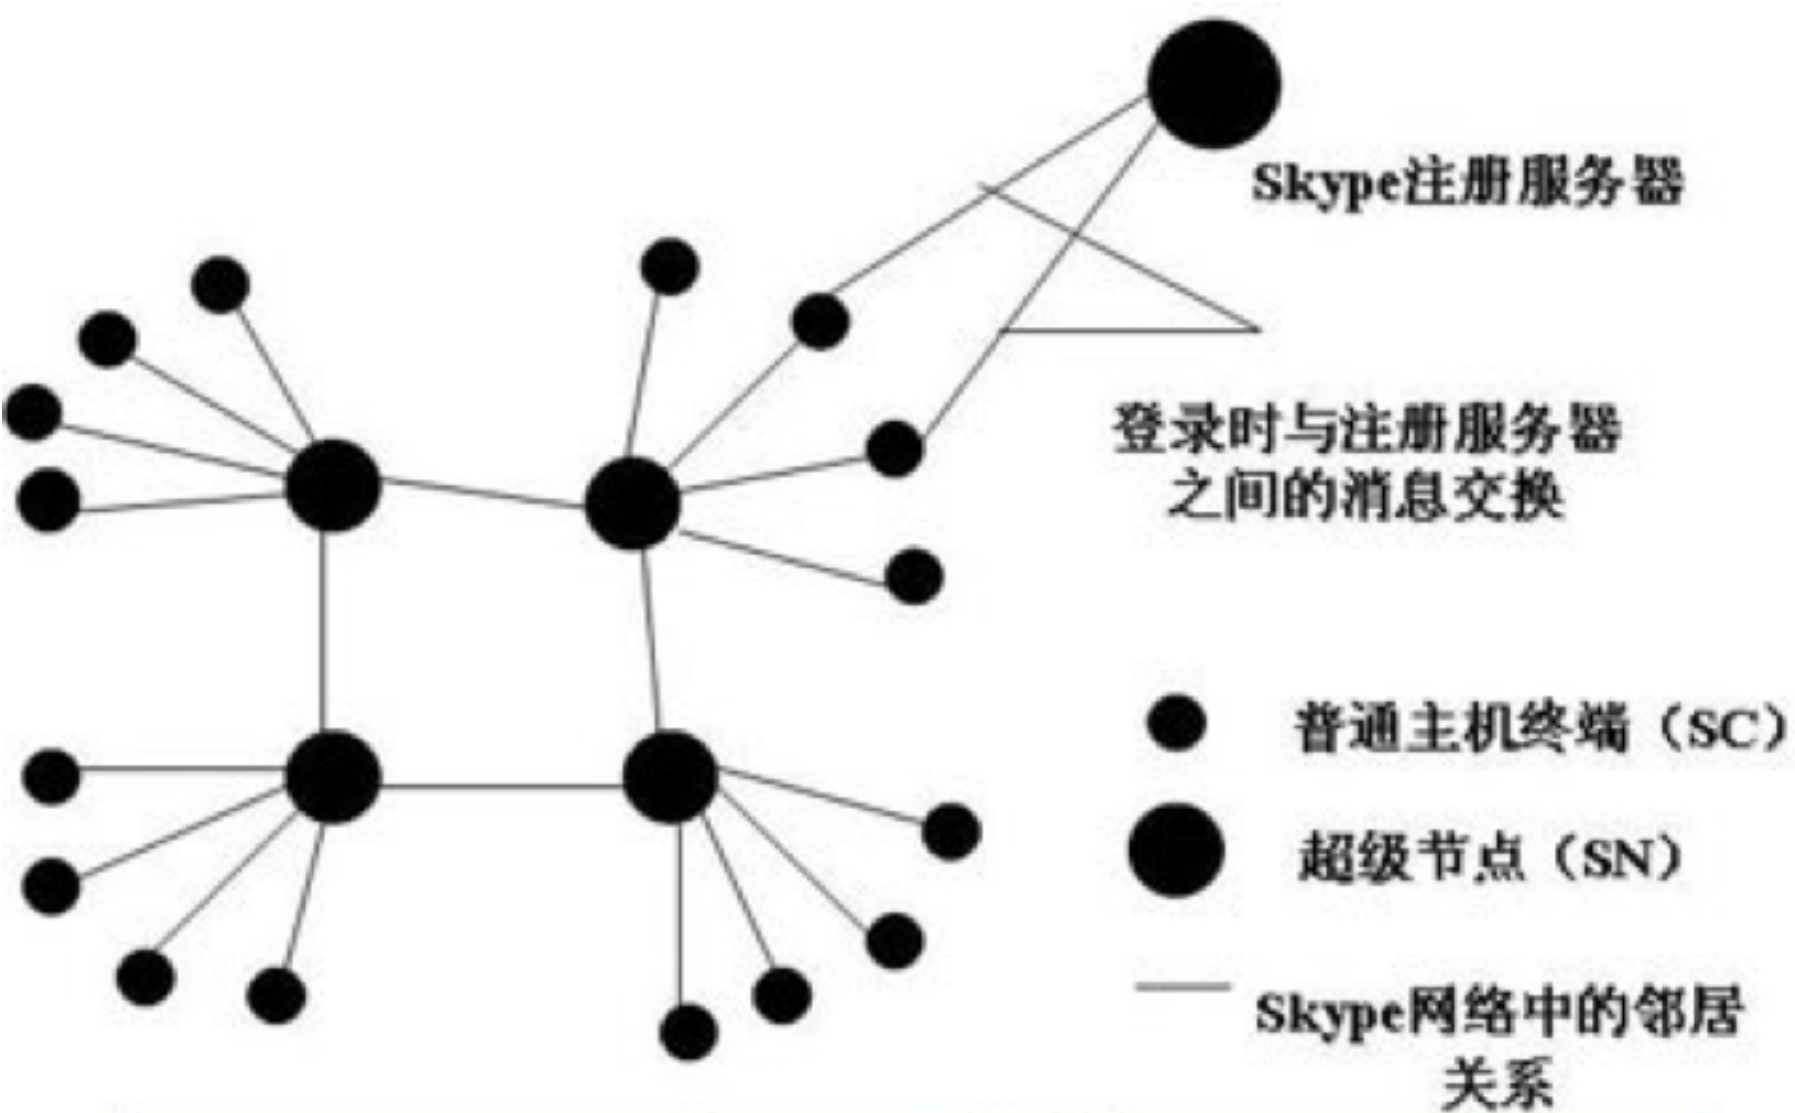 Skype注册服务器
登录时与注册服务器
之间的消息交换
普通主机终端（SC）
超级节点（SN）
Skype网络中的邻居
关系